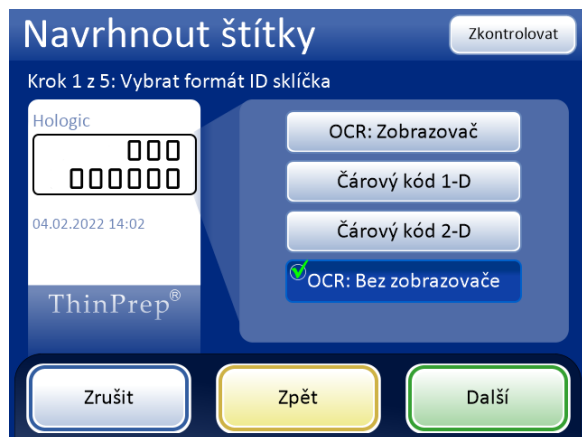 Navrhnout štítky
Zkontrolovat
Krok 1 z 5: Vybrat formát ID sklíčka
Hologic
000
000000
04.02.2022 14:02
ThinPrep®
OCR: Zobrazovač
Čárový kód 1-D
Čárový kód 2-D
OCR: Bez zobrazovače
Zrušit
Zpět
Další